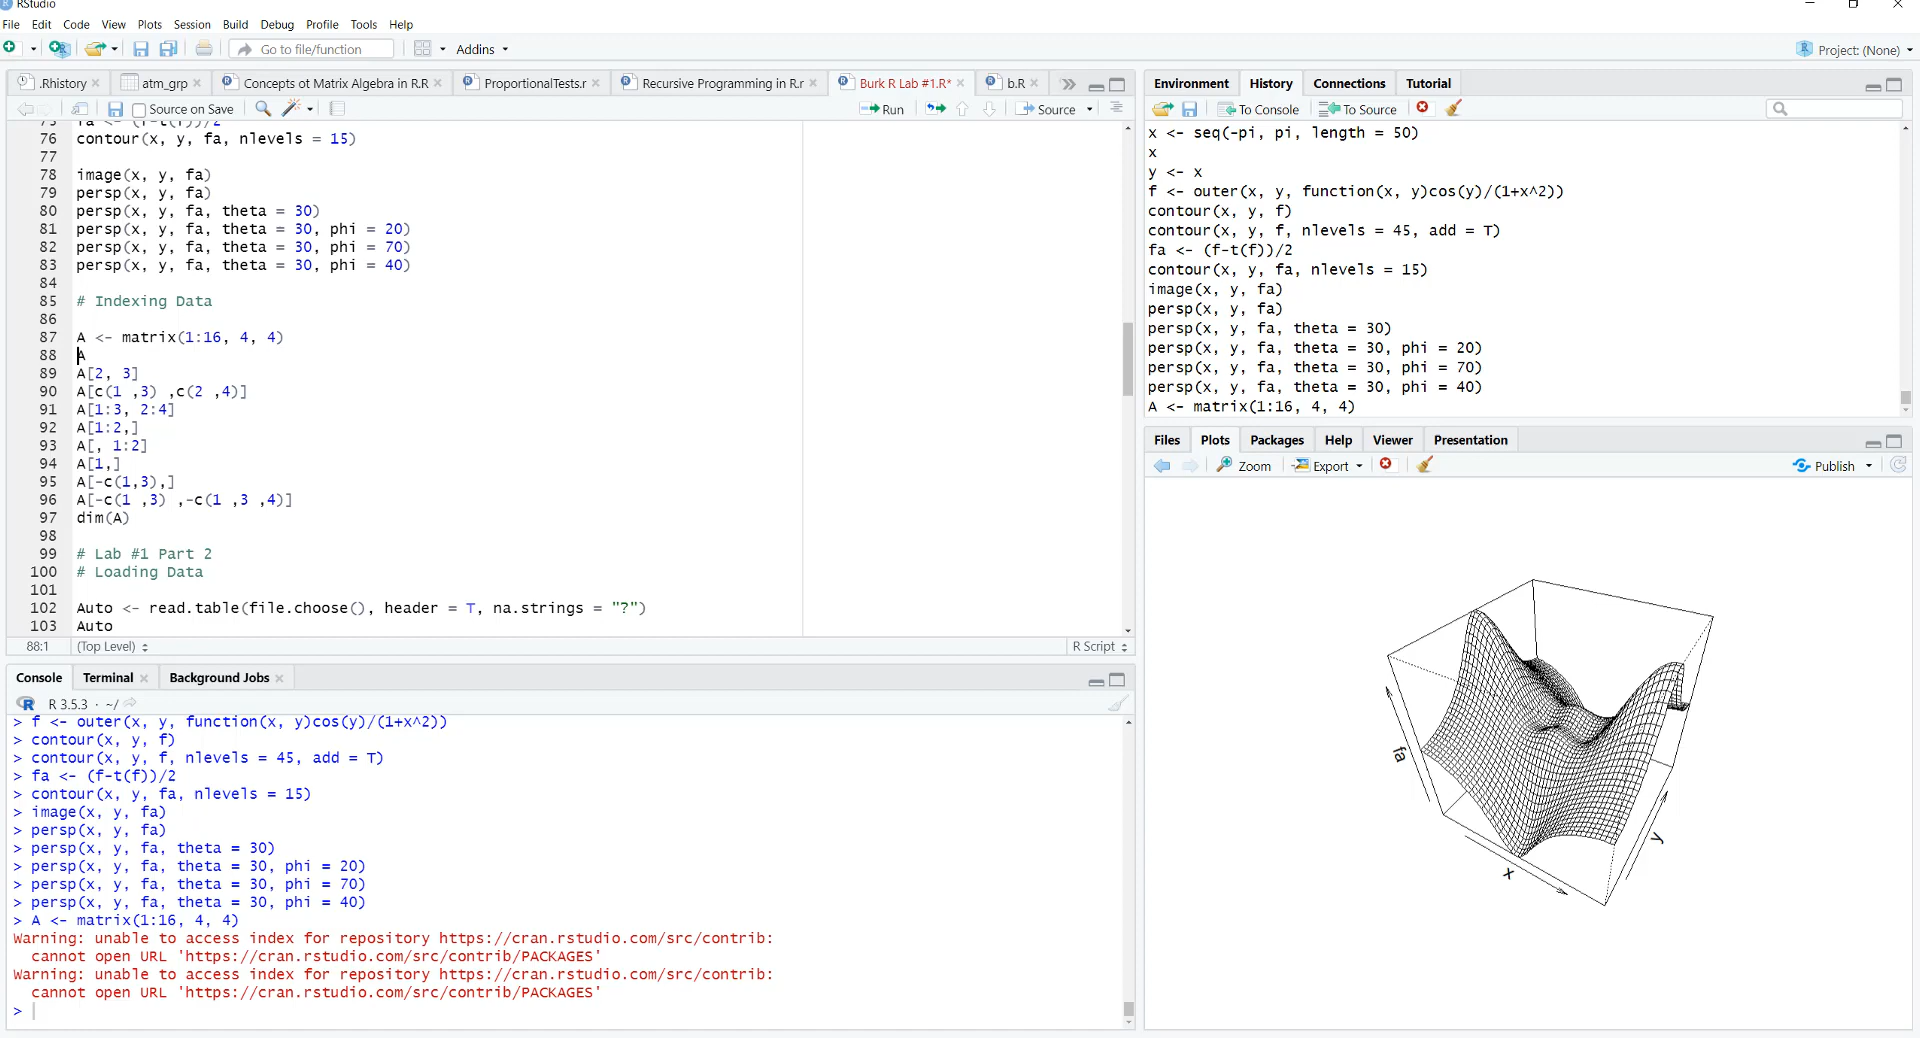 RStudio
File Edit Code View Plots Session Build Debug Profile Tools Help
Go to file/function Addins Project: (None)
.Rhistory atm_grp Concepts of Matrix Algebra in R.R ProportionalTests.r Recursive Programming in R.r Burk R Lab #1.R* b.R
Source on Save Run Source
76 contour(x, y, fa, nlevels = 15)
77
78 image(x, y, fa)
79 persp(x, y, fa)
80 persp(x, y, fa, theta = 30)
81 persp(x, y, fa, theta = 30, phi = 20)
82 persp(x, y, fa, theta = 30, phi = 70)
83 persp(x, y, fa, theta = 30, phi = 40)
84
85 # Indexing Data
86
87 A <- matrix(1:16, 4, 4)
88 A
89 A[2, 3]
90 A[c(1 ,3) ,c(2 ,4)]
91 A[1:3, 2:4]
92 A[1:2,]
93 A[, 1:2]
94 A[1,]
95 A[-c(1,3),]
96 A[-c(1 ,3) ,-c(1 ,3 ,4)]
97 dim(A)
98
99 # Lab #1 Part 2
100 # Loading Data
101
102 Auto <- read.table(file.choose(), header = T, na.strings = "?")
103 Auto
88:1 (Top Level) R Script
Console Terminal Background Jobs
R 3.5.3 · ~/
> f <- outer(x, y, function(x, y)cos(y)/(1+x^2))
> contour(x, y, f)
> contour(x, y, f, nlevels = 45, add = T)
> fa <- (f-t(f))/2
> contour(x, y, fa, nlevels = 15)
> image(x, y, fa)
> persp(x, y, fa)
> persp(x, y, fa, theta = 30)
> persp(x, y, fa, theta = 30, phi = 20)
> persp(x, y, fa, theta = 30, phi = 70)
> persp(x, y, fa, theta = 30, phi = 40)
> A <- matrix(1:16, 4, 4)
Warning: unable to access index for repository https://cran.rstudio.com/src/contrib:
cannot open URL 'https://cran.rstudio.com/src/contrib/PACKAGES'
Warning: unable to access index for repository https://cran.rstudio.com/src/contrib:
cannot open URL 'https://cran.rstudio.com/src/contrib/PACKAGES'
>
Environment History Connections Tutorial
To Console To Source
x <- seq(-pi, pi, length = 50)
x
y <- x
f <- outer(x, y, function(x, y)cos(y)/(1+x^2))
contour(x, y, f)
contour(x, y, f, nlevels = 45, add = T)
fa <- (f-t(f))/2
contour(x, y, fa, nlevels = 15)
image(x, y, fa)
persp(x, y, fa)
persp(x, y, fa, theta = 30)
persp(x, y, fa, theta = 30, phi = 20)
persp(x, y, fa, theta = 30, phi = 70)
persp(x, y, fa, theta = 30, phi = 40)
A <- matrix(1:16, 4, 4)
Files Plots Packages Help Viewer Presentation
Zoom Export Publish
fa
y
x